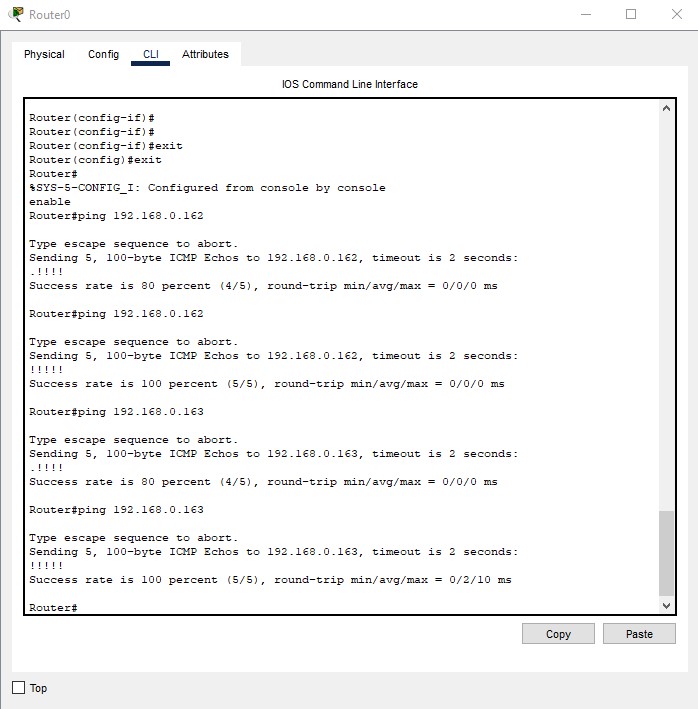 Router0
Physical Config CLI Attributes
IOS Command Line Interface
Router(config-if)#
Router(config-if)#
Router(config-if)#exit
Router(config)#exit
Router#
%SYS-5-CONFIG_I: Configured from console by console
enable
Router#ping 192.168.0.162
Type escape sequence to abort.
Sending 5, 100-byte ICMP Echos to 192.168.0.162, timeout is 2 seconds:
.!!!!
Success rate is 80 percent (4/5), round-trip min/avg/max = 0/0/0 ms
Router#ping 192.168.0.162
Type escape sequence to abort.
Sending 5, 100-byte ICMP Echos to 192.168.0.162, timeout is 2 seconds:
!!!!!
Success rate is 100 percent (5/5), round-trip min/avg/max = 0/0/0 ms
Router#ping 192.168.0.163
Type escape sequence to abort.
Sending 5, 100-byte ICMP Echos to 192.168.0.163, timeout is 2 seconds:
.!!!!
Success rate is 80 percent (4/5), round-trip min/avg/max = 0/0/0 ms
Router#ping 192.168.0.163
Type escape sequence to abort.
Sending 5, 100-byte ICMP Echos to 192.168.0.163, timeout is 2 seconds:
!!!!!
Success rate is 100 percent (5/5), round-trip min/avg/max = 0/2/10 ms
Router#
Copy Paste
Top